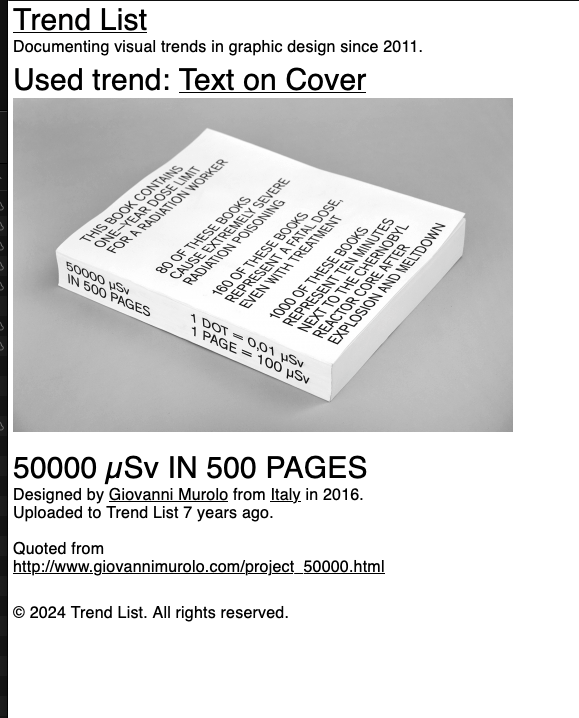 Trend List
Documenting visual trends in graphic design since 2011.
Used trend: Text on Cover
THIS BOOK CONTAINS
ONE-YEAR DOSE LIMIT
FOR A RADIATION WORKER
80 OF THESE BOOKS
CAUSE EXTREMELY SEVERE
RADIATION POISONING
160 OF THESE BOOKS
REPRESENT A FATAL DOSE,
EVEN WITH TREATMENT
1000 OF THESE BOOKS
REPRESENT TEN MINUTES
NEXT TO THE CHERNOBYL
REACTOR CORE AFTER
EXPLOSION AND MELTDOWN
50000 µSv
IN 500 PAGES
1 DOT = 0,01 µSv
1 PAGE = 100 µSv
50000 µSv IN 500 PAGES
Designed by Giovanni Murolo from Italy in 2016.
Uploaded to Trend List 7 years ago.
Quoted from
http://www.giovannimurolo.com/project_50000.html
© 2024 Trend List. All rights reserved.